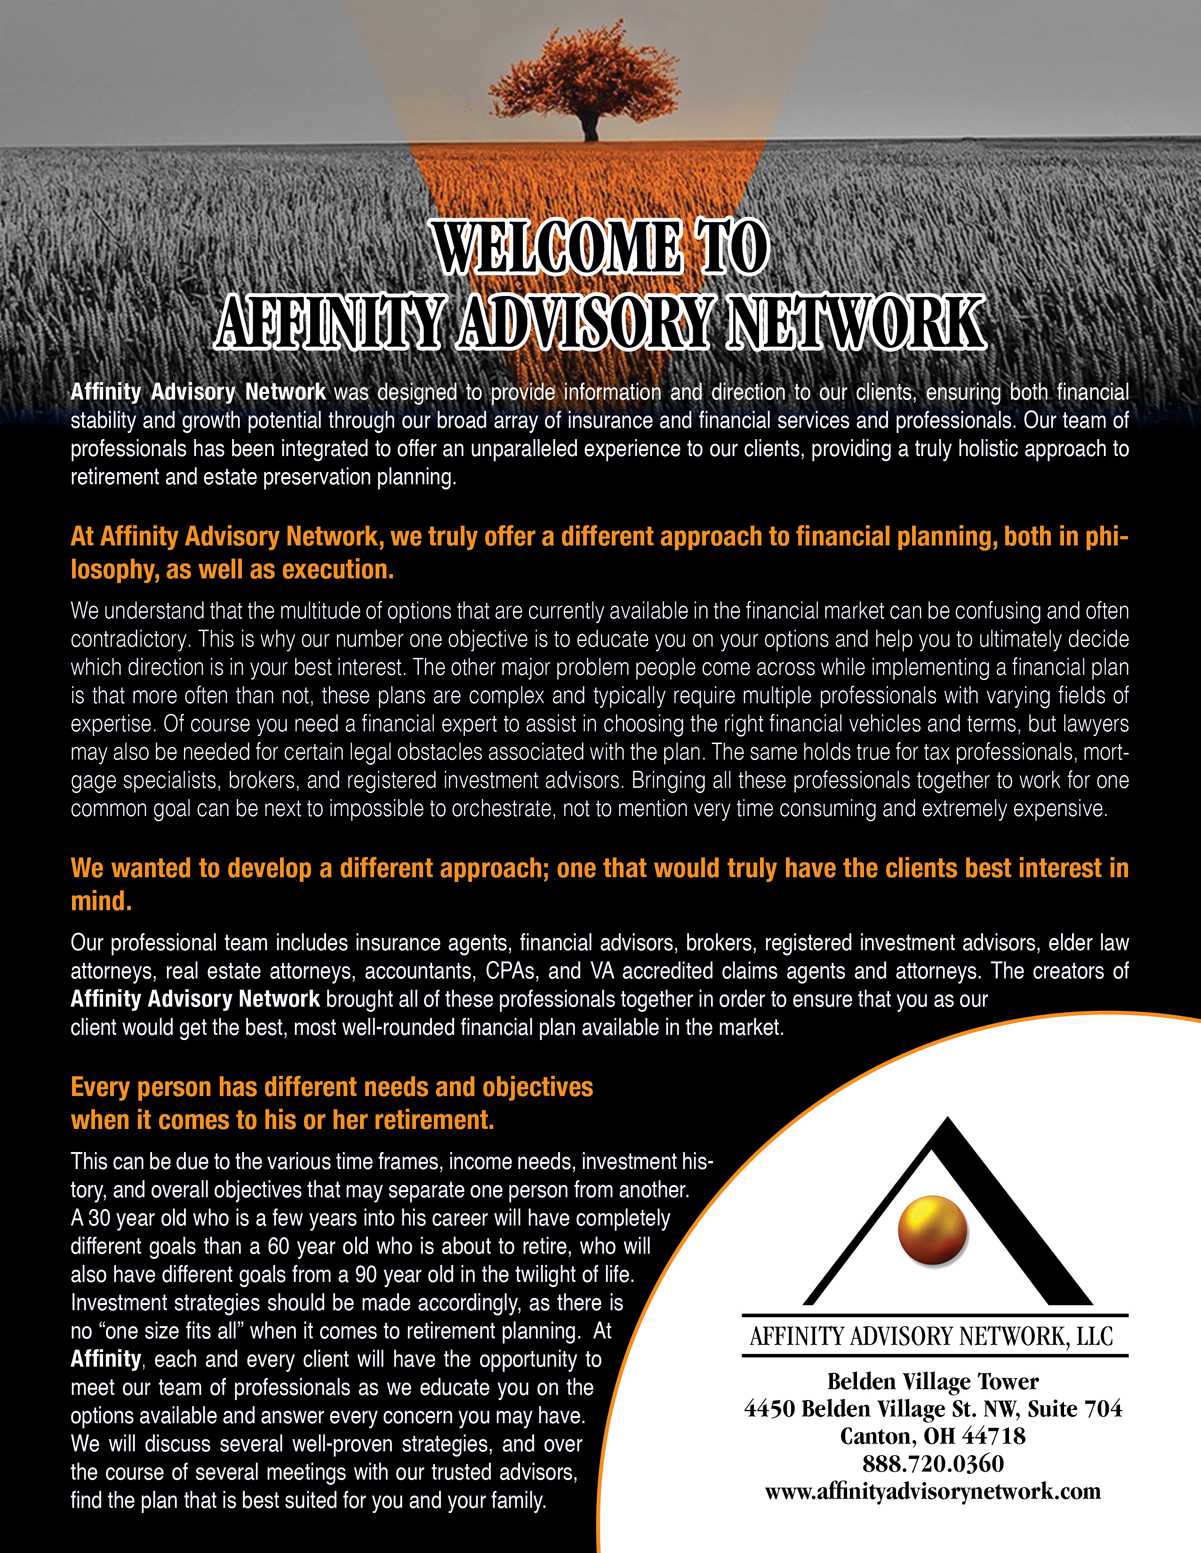 WELCOME TO
AFFINITY ADVISORY NETWORK
Affinity Advisory Network was designed to provide information and direction to our clients, ensuring both financial
stability and growth potential through our broad array of insurance and financial services and professionals. Our team of
professionals has been integrated to offer an unparalleled experience to our clients, providing a truly holistic approach to
retirement and estate preservation planning.
At Affinity Advisory Network, we truly offer a different approach to financial planning, both in phi-
losophy, as well as execution.
We understand that the multitude of options that are currently available in the financial market can be confusing and often
contradictory. This is why our number one objective is to educate you on your options and help you to ultimately decide
which direction is in your best interest. The other major problem people come across while implementing a financial plan
is that more often than not, these plans are complex and typically require multiple professionals with varying fields of
expertise. Of course you need a financial expert to assist in choosing the right financial vehicles and terms, but lawyers
may also be needed for certain legal obstacles associated with the plan. The same holds true for tax professionals, mort-
gage specialists, brokers, and registered investment advisors. Bringing all these professionals together to work for one
common goal can be next to impossible to orchestrate, not to mention very time consuming and extremely expensive.
We wanted to develop a different approach; one that would truly have the clients best interest in
mind.
Our professional team includes insurance agents, financial advisors, brokers, registered investment advisors, elder law
attorneys, real estate attorneys, accountants, CPAs, and VA accredited claims agents and attorneys. The creators of
Affinity Advisory Network brought all of these professionals together in order to ensure that you as our
client would get the best, most well-rounded financial plan available in the market.
Every person has different needs and objectives
when it comes to his or her retirement.
This can be due to the various time frames, income needs, investment his-
tory, and overall objectives that may separate one person from another.
A 30 year old who is a few years into his career will have completely
different goals than a 60 year old who is about to retire, who will
also have different goals from a 90 year old in the twilight of life.
Investment strategies should be made accordingly, as there is
no “one size fits all” when it comes to retirement planning. At
Affinity, each and every client will have the opportunity to
meet our team of professionals as we educate you on the
options available and answer every concern you may have.
We will discuss several well-proven strategies, and over
the course of several meetings with our trusted advisors,
find the plan that is best suited for you and your family.
AFFINITY ADVISORY NETWORK, LLC
Belden Village Tower
4450 Belden Village St. NW, Suite 704
Canton, OH 44718
888.720.0360
www.affinityadvisorynetwork.com